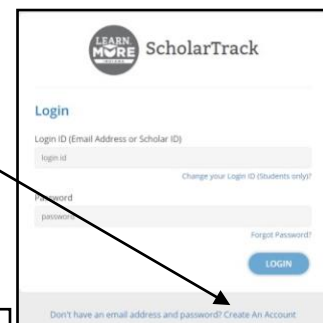 LEARN
MORE
INDIANA
ScholarTrack
Login
Login ID (Email Address or Scholar ID)
login id
Change your Login ID (Students only)?
Password
password
Forgot Password?
LOGIN
Don't have an email address and password? Create An Account